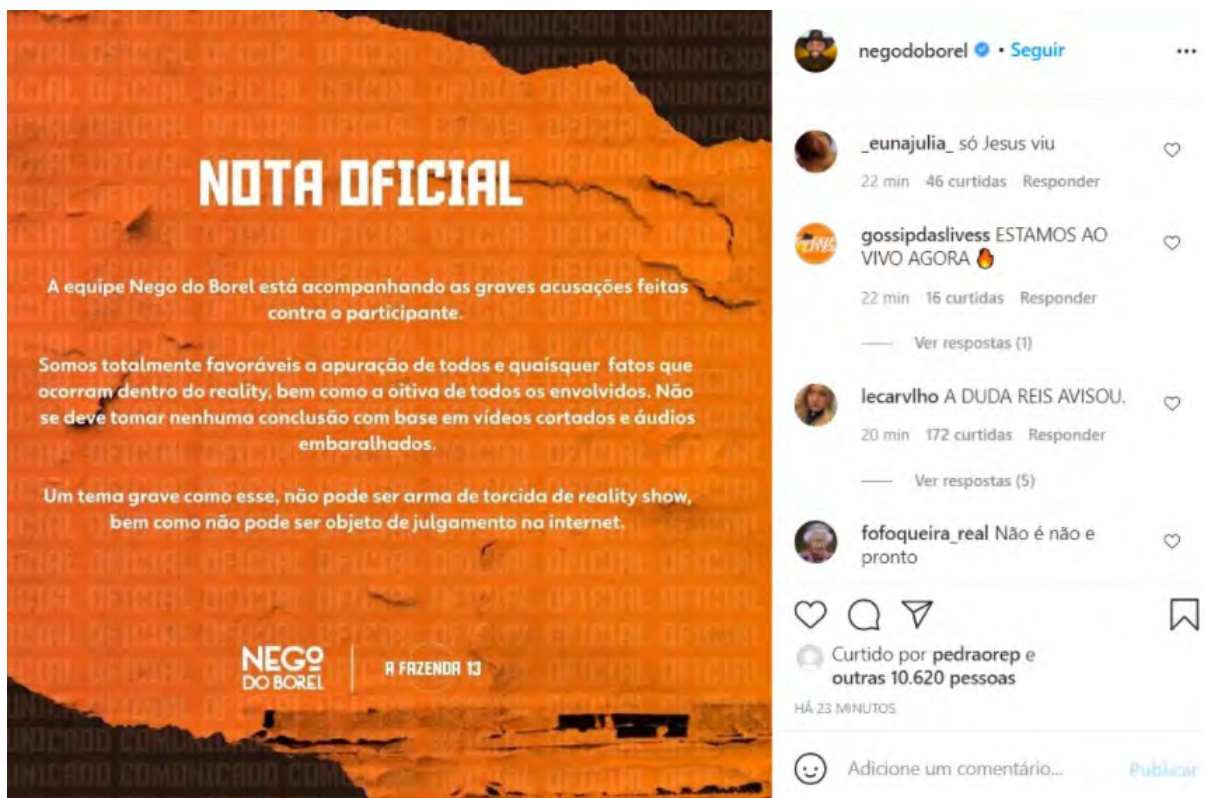 NOTA OFICIAL
A equipe Nego do Borel está acompanhando as graves acusações feitas
contra o participante.
Somos totalmente favoráveis a apuração de todos e quaisquer fatos que
ocorram dentro do reality, bem como a oitiva de todos os envolvidos. Não
se deve tomar nenhuma conclusão com base em vídeos cortados e áudios
embaralhados.
Um tema grave como esse, não pode ser arma de torcida de reality show,
bem como não pode ser objeto de julgamento na internet.
NEGO
DO BOREL
A FAZENDA 13
negodoborel • Seguir
_eunajulia_ só Jesus viu
22 min 46 curtidas Responder
gossipdaslivess ESTAMOS AO
VIVO AGORA 🔥
22 min 16 curtidas Responder
Ver respostas (1)
lecarvlho A DUDA REIS AVISOU.
20 min 172 curtidas Responder
Ver respostas (5)
fofoqueira_real Não é não e
pronto
Curtido por pedraorep e
outras 10.620 pessoas
HÁ 23 MINUTOS
Adicione um comentário...
Publicar